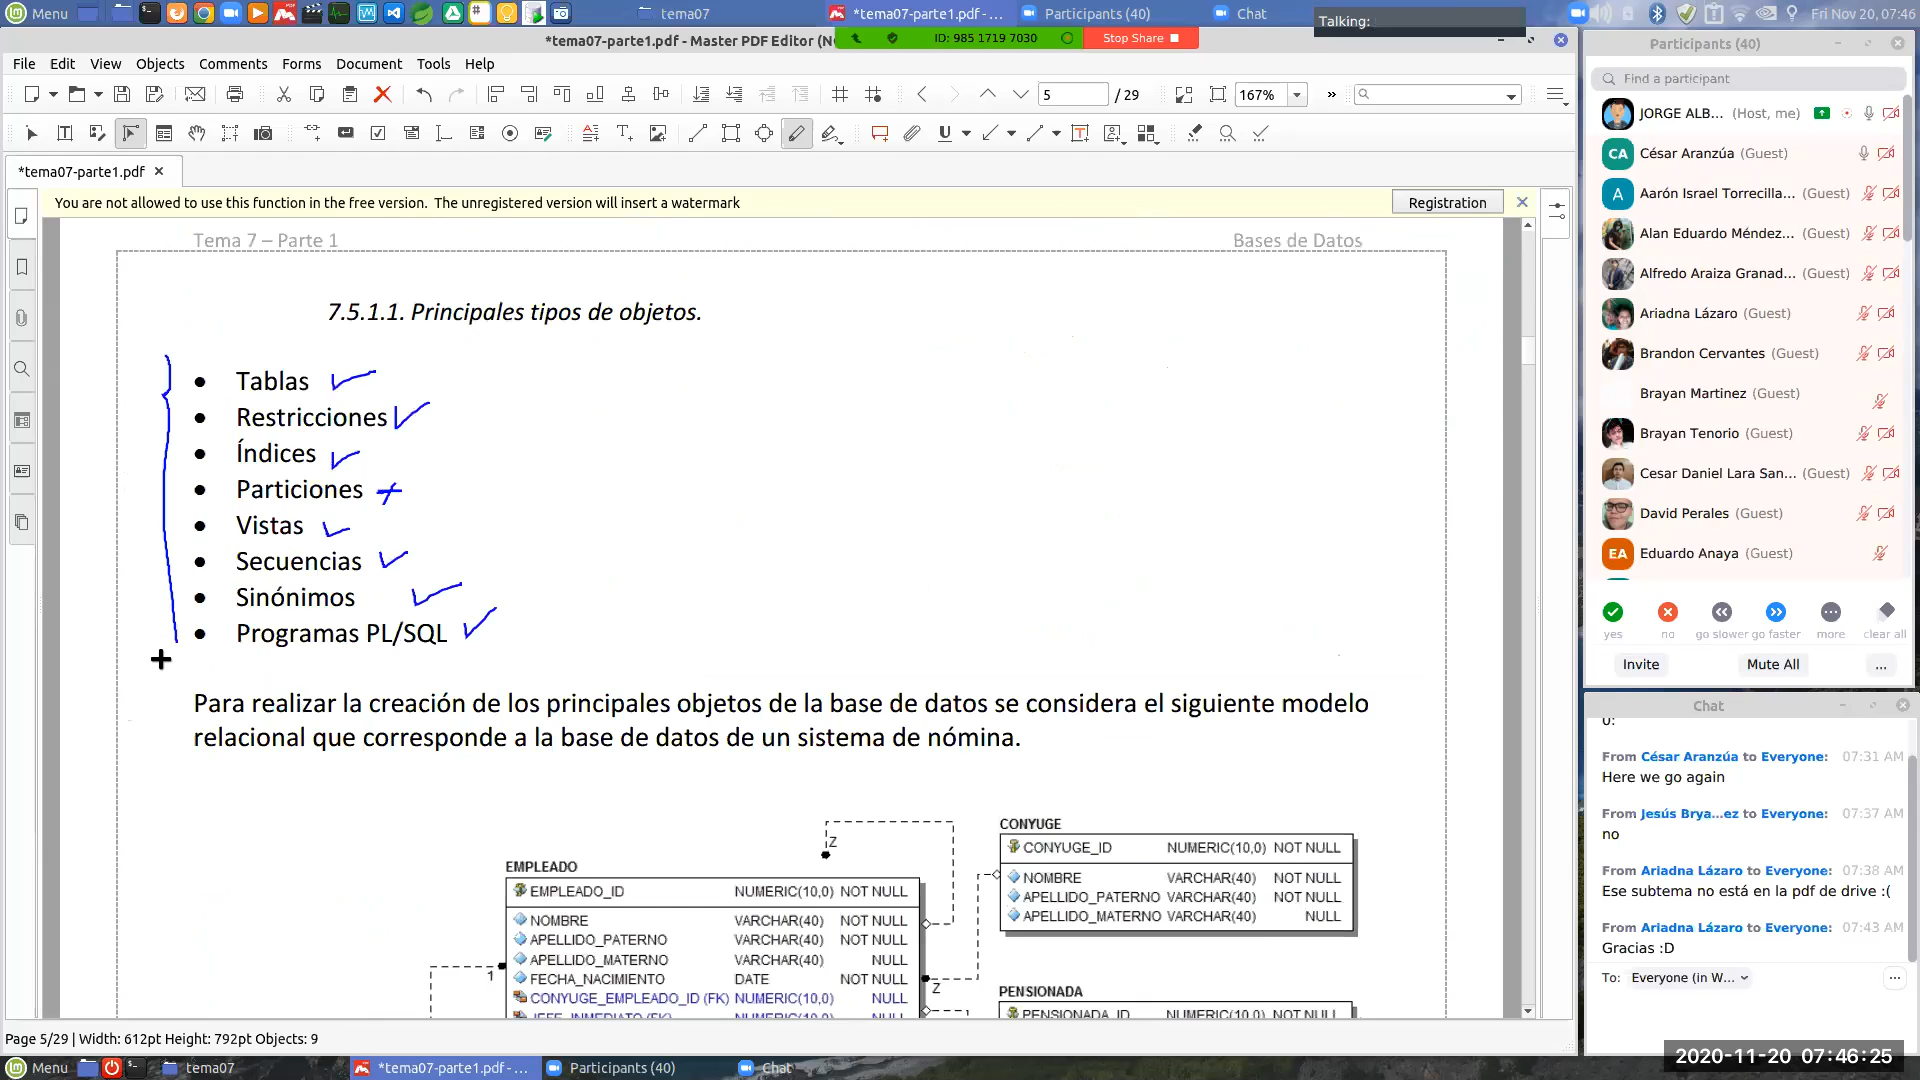 Menu
tema07
*tema07-parte1.pdf - ...
Participants (40)
Chat
Talking:
Fri Nov 20, 07:46
*tema07-parte1.pdf - Master PDF Editor (N
ID: 985 1719 7030
Stop Share
File Edit View Objects Comments Forms Tools Document Help
5 / 29
167%
*tema07-parte1.pdf
You are not allowed to use this function in the free version. The unregistered version will insert a watermark
Registration
Tema 7 – Parte 1
Bases de Datos
7.5.1.1. Principales tipos de objetos.
• Tablas
• Restricciones
• Índices
• Particiones
• Vistas
• Secuencias
• Sinónimos
• Programas PL/SQL
Para realizar la creación de los principales objetos de la base de datos se considera el siguiente modelo
relacional que corresponde a la base de datos de un sistema de nómina.
Z
EMPLEADO
EMPLEADO_ID NUMERIC(10,0) NOT NULL
NOMBRE VARCHAR(40) NOT NULL
APELLIDO_PATERNO VARCHAR(40) NOT NULL
APELLIDO_MATERNO VARCHAR(40) NULL
FECHA_NACIMIENTO DATE NOT NULL
CONYUGE_EMPLEADO_ID (FK) NUMERIC(10,0) NULL
JEFE_INMEDIATO (FK) NUMERIC(10,0) NULL
1
Z
CONYUGE
CONYUGE_ID NUMERIC(10,0) NOT NULL
NOMBRE VARCHAR(40) NOT NULL
APELLIDO_PATERNO VARCHAR(40) NOT NULL
APELLIDO_MATERNO VARCHAR(40) NULL
PENSIONADA
PENSIONADA_ID NUMERIC(10,0) NOT NULL
Page 5/29 | Width: 612pt Height: 792pt Objects: 9
Participants (40)
Find a participant
JORGE ALB... (Host, me)
CA César Aranzúa (Guest)
A Aarón Israel Torrecilla... (Guest)
Alan Eduardo Méndez... (Guest)
Alfredo Araiza Granad... (Guest)
Ariadna Lázaro (Guest)
Brandon Cervantes (Guest)
Brayan Martinez (Guest)
Brayan Tenorio (Guest)
Cesar Daniel Lara San... (Guest)
David Perales (Guest)
EA Eduardo Anaya (Guest)
yes no go slower go faster more clear all
Invite Mute All ...
Chat
From César Aranzúa to Everyone: 07:31 AM
Here we go again
From Jesús Brya...ez to Everyone: 07:37 AM
no
From Ariadna Lázaro to Everyone: 07:38 AM
Ese subtema no está en la pdf de drive :(
From Ariadna Lázaro to Everyone: 07:43 AM
Gracias :D
To: Everyone (in W...
2020-11-20 07:46:25
Menu
tema07
*tema07-parte1.pdf - ...
Participants (40)
Chat